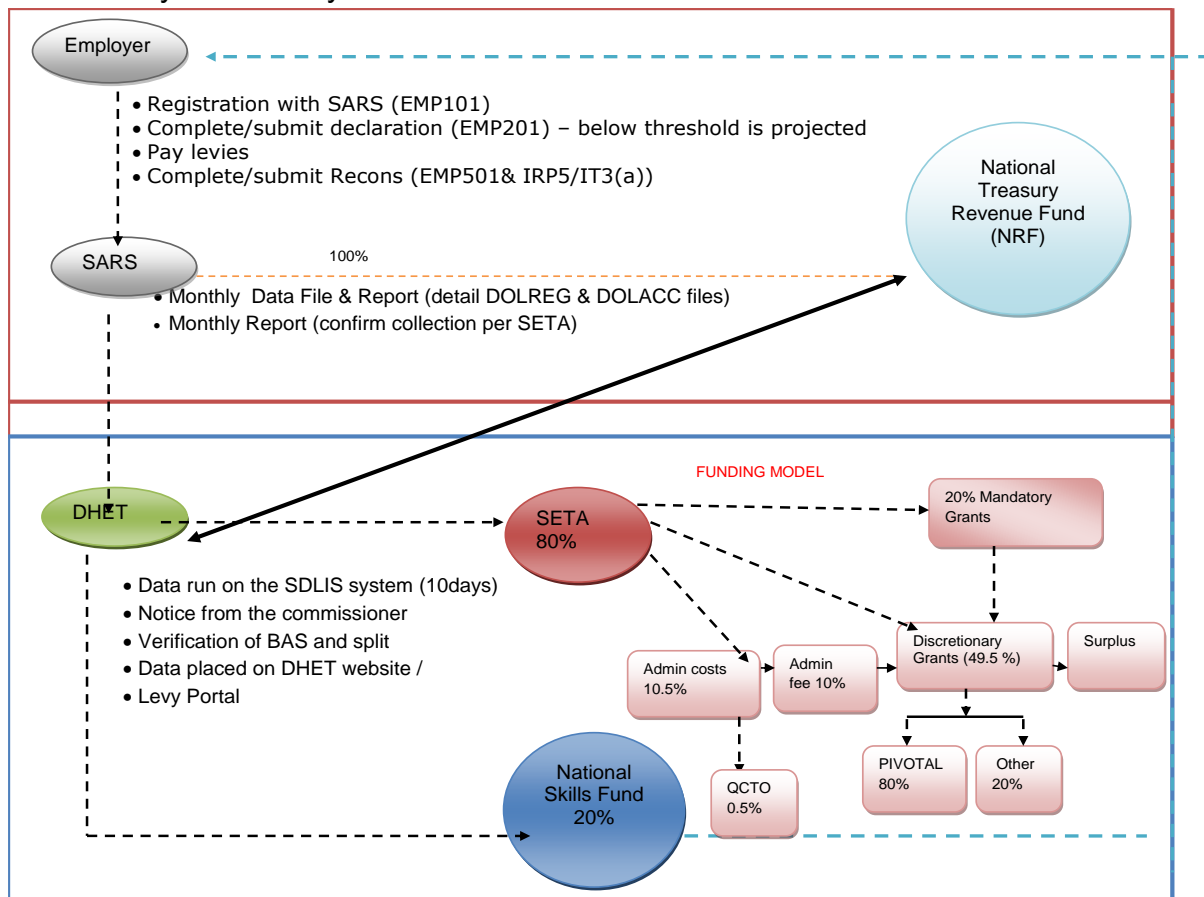 Employer
• Registration with SARS (EMP101)
• Complete/submit declaration (EMP201) – below threshold is projected
• Pay levies
• Complete/submit Recons (EMP501& IRP5/IT3(a))
National
Treasury
Revenue Fund
(NRF)
SARS
100%
• Monthly Data File & Report (detail DOLREG & DOLACC files)
• Monthly Report (confirm collection per SETA)
FUNDING MODEL
DHET
SETA
80%
20% Mandatory
Grants
• Data run on the SDLIS system (10days)
• Notice from the commissioner
• Verification of BAS and split
• Data placed on DHET website /
• Levy Portal
Admin costs
10.5%
Admin
fee 10%
Discretionary
Grants (49.5 %)
Surplus
National
Skills Fund
20%
QCTO
0.5%
PIVOTAL
80%
Other
20%